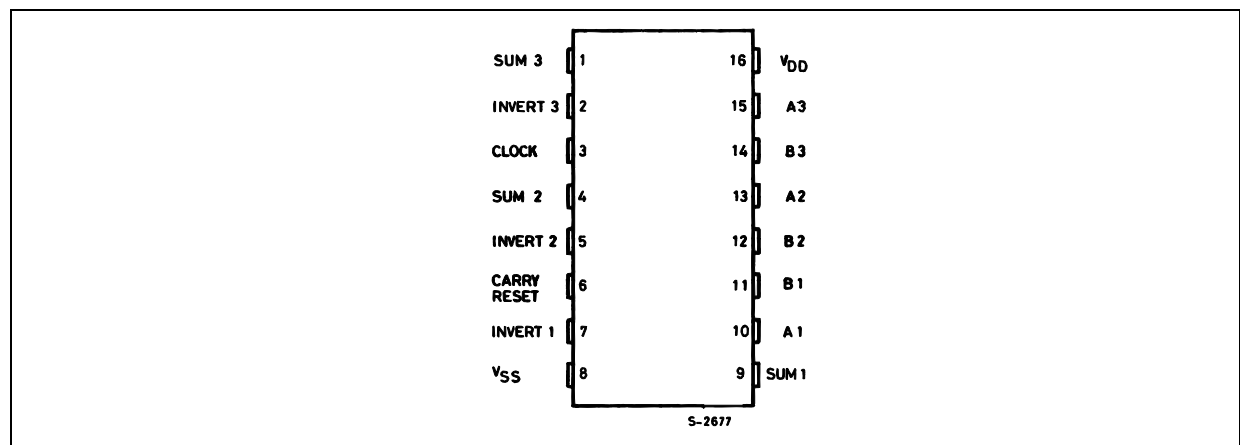 SUM 3 1 16 VDD
INVERT 3 2 15 A3
CLOCK 3 14 B3
SUM 2 4 13 A2
INVERT 2 5 12 B2
CARRY RESET 6 11 B1
INVERT 1 7 10 A1
VSS 8 9 SUM 1
S-2677